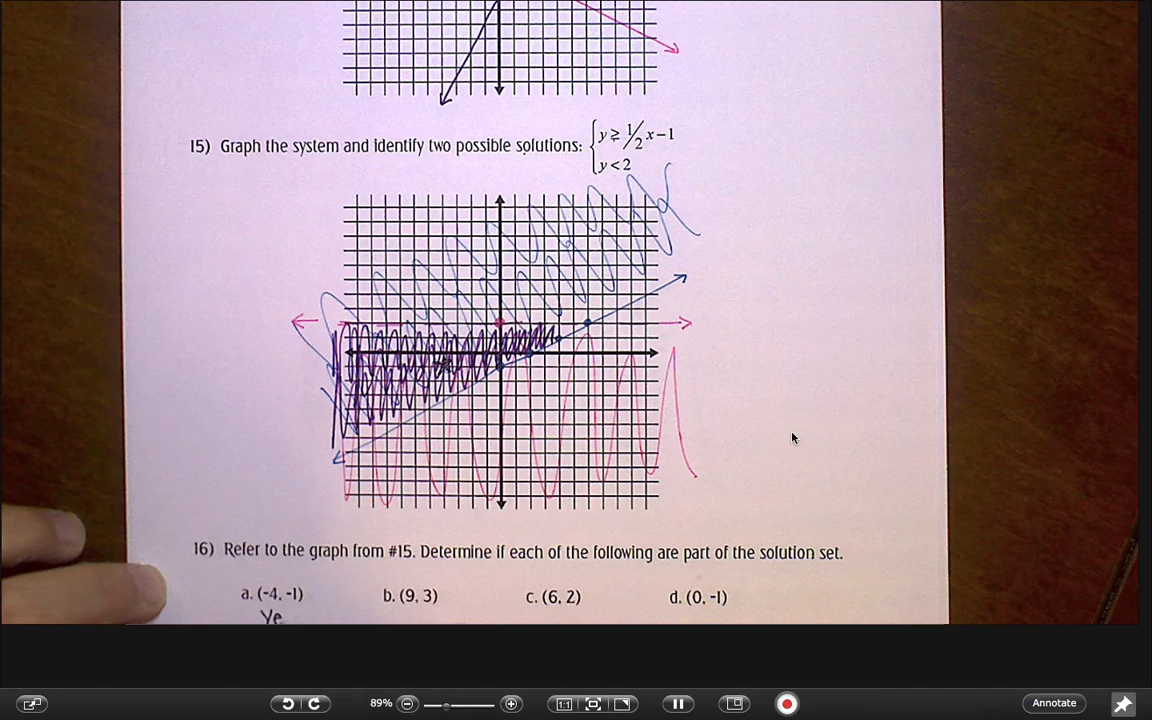 15) Graph the system and identify two possible solutions: {y ≥ 1/2 x − 1
y < 2
16) Refer to the graph from #15. Determine if each of the following are part of the solution set.
a. (-4, -1) b. (9, 3) c. (6, 2) d. (0, -1)
Ye
89% 1:1 Annotate